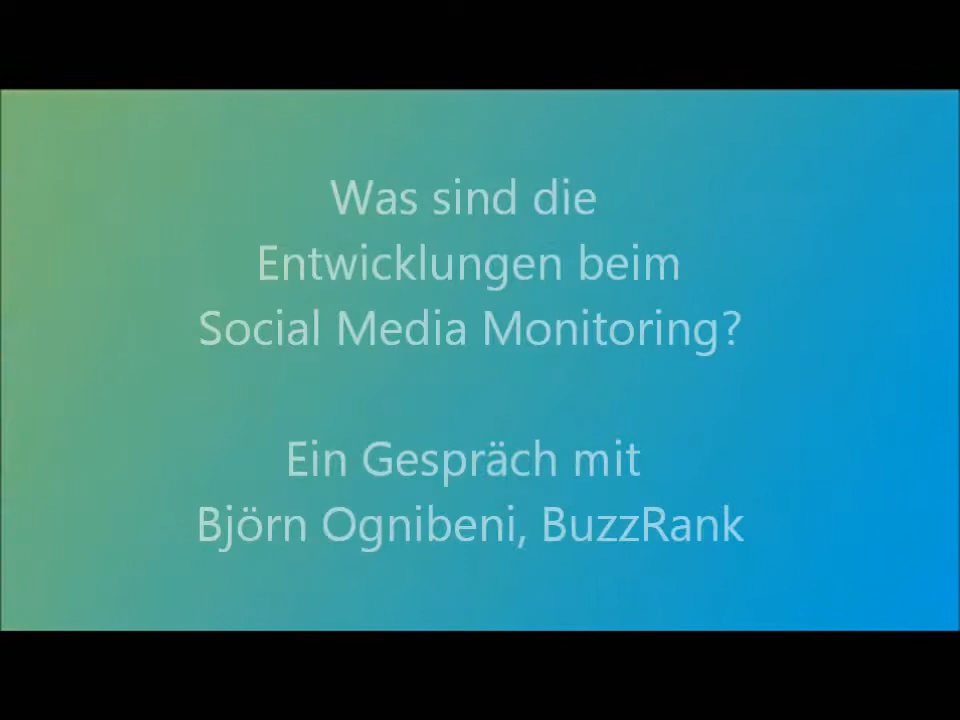 Was sind die
Entwicklungen beim
Social Media Monitoring?
Ein Gespräch mit
Björn Ognibeni, BuzzRank